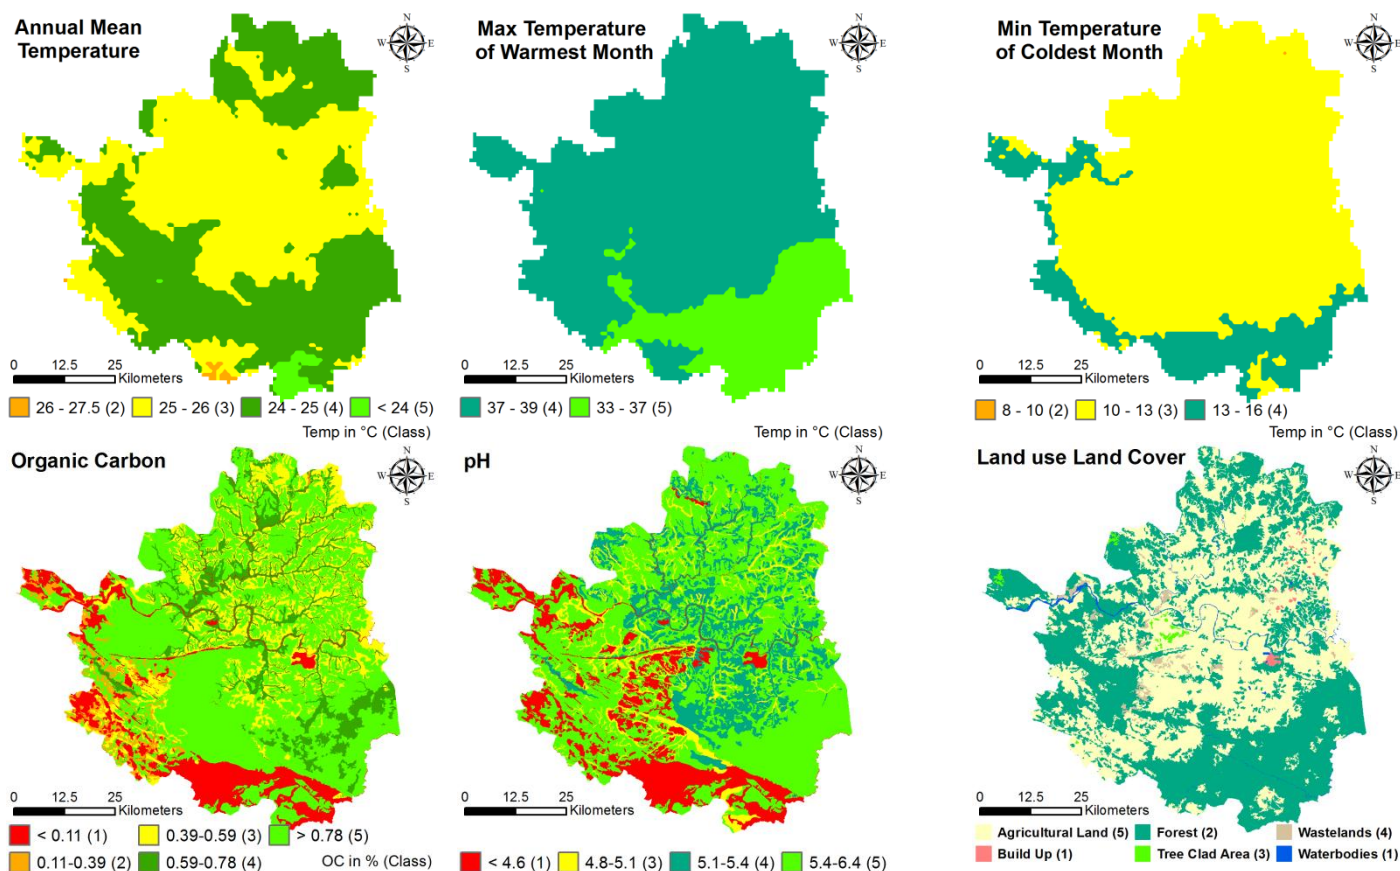 Annual Mean
Temperature
N
W E
S
0 12.5 25
Kilometers
26 - 27.5 (2) 25 - 26 (3) 24 - 25 (4) < 24 (5)
Temp in °C (Class)
Max Temperature
of Warmest Month
N
W E
S
0 12.5 25
Kilometers
37 - 39 (4) 33 - 37 (5)
Temp in °C (Class)
Min Temperature
of Coldest Month
N
W E
S
0 12.5 25
Kilometers
8 - 10 (2) 10 - 13 (3) 13 - 16 (4)
Temp in °C (Class)
Organic Carbon
N
W E
S
0 12.5 25
Kilometers
< 0.11 (1) 0.39-0.59 (3) > 0.78 (5)
0.11-0.39 (2) 0.59-0.78 (4) OC in % (Class)
pH
N
W E
S
0 12.5 25
Kilometers
< 4.6 (1) 4.8-5.1 (3) 5.1-5.4 (4) 5.4-6.4 (5)
Land use Land Cover
N
W E
S
0 12.5 25
Kilometers
Agricultural Land (5) Forest (2) Wastelands (4)
Build Up (1) Tree Clad Area (3) Waterbodies (1)